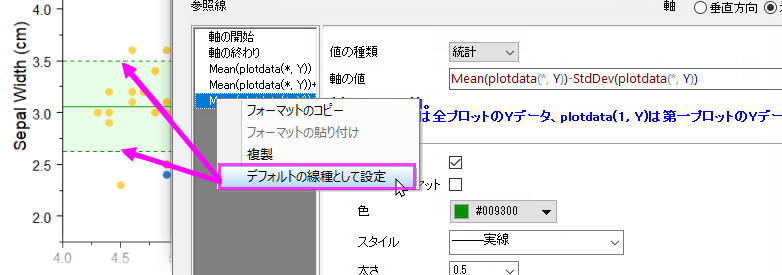 参照線
軸 垂直方向
軸の開始
軸の終わり
Mean(plotdata(*, Y))
Mean(plotdata(*, Y))+
値の種類 統計
軸の値 Mean(plotdata(*, Y))-StdDev(plotdata(*, Y))
は全プロットのYデータ、plotdata(1, Y)は第一プロットのYデー
フォーマットのコピー
フォーマットの貼り付け
複製
デフォルトの線種として設定
色 #009300
スタイル 実線
太さ 0.5
Sepal Width (cm)
4.0
3.5
3.0
2.5
2.0
4.0 4.5 5